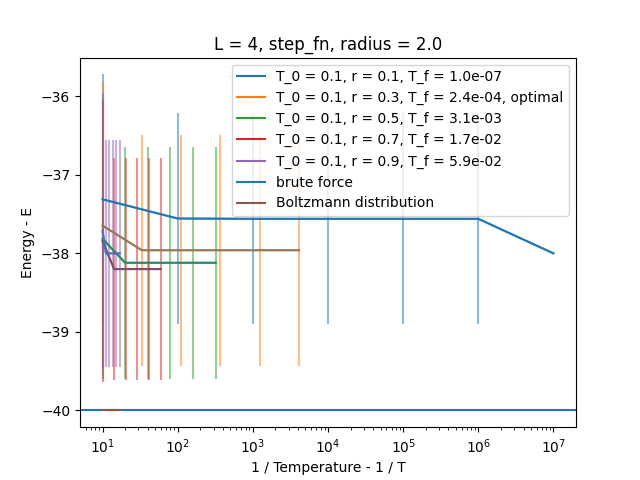 L = 4, step_fn, radius = 2.0
T_0 = 0.1, r = 0.1, T_f = 1.0e-07
T_0 = 0.1, r = 0.3, T_f = 2.4e-04, optimal
T_0 = 0.1, r = 0.5, T_f = 3.1e-03
T_0 = 0.1, r = 0.7, T_f = 1.7e-02
T_0 = 0.1, r = 0.9, T_f = 5.9e-02
brute force
Boltzmann distribution
Energy - E
−36
−37
−38
−39
−40
10¹ 10² 10³ 10⁴ 10⁵ 10⁶ 10⁷
1 / Temperature - 1 / T